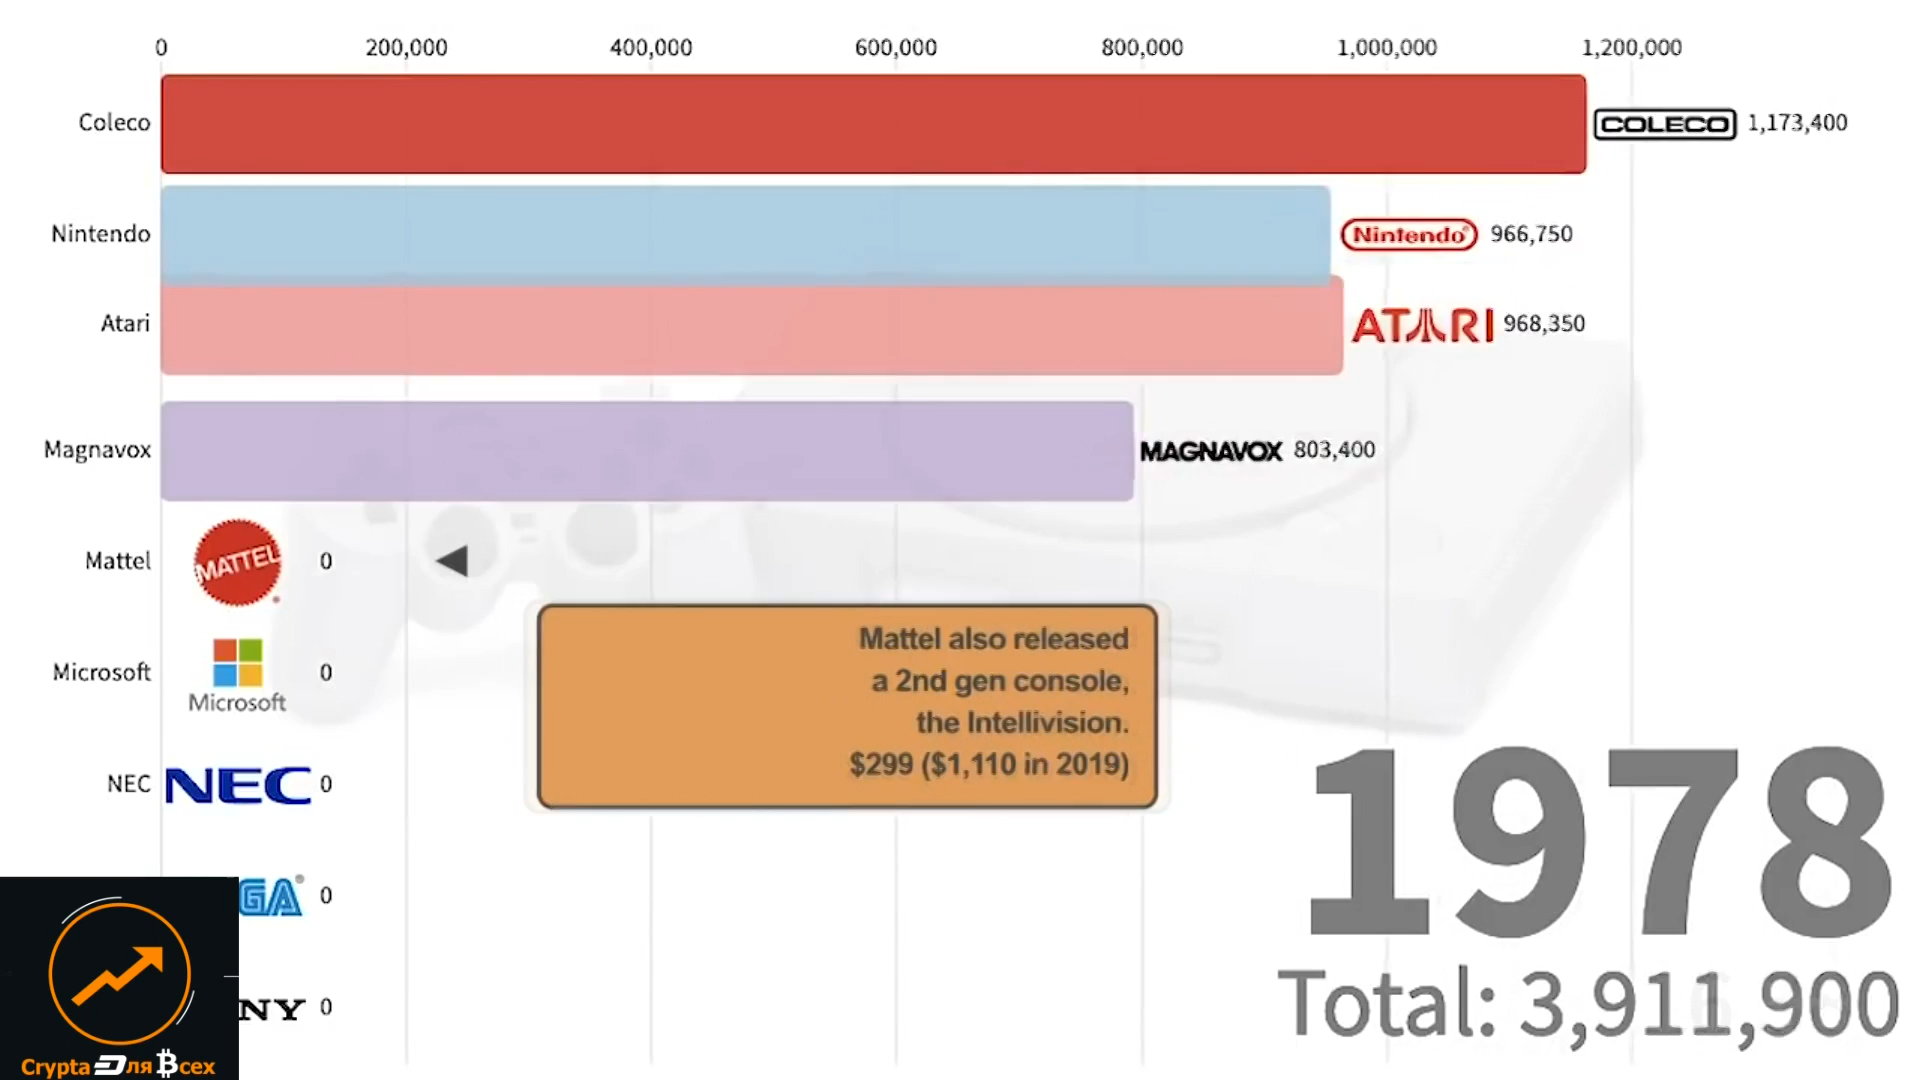 0 200,000 400,000 600,000 800,000 1,000,000 1,200,000
Coleco COLECO 1,173,400
Nintendo Nintendo® 966,750
Atari ATARI 968,350
Magnavox MAGNAVOX 803,400
Mattel MATTEL 0
Microsoft Microsoft 0
Mattel also released
a 2nd gen console,
the Intellivision.
$299 ($1,110 in 2019)
NEC NEC 0
GA® 0
NY 0
1978
Total: 3,911,900
Crypta Для Всех